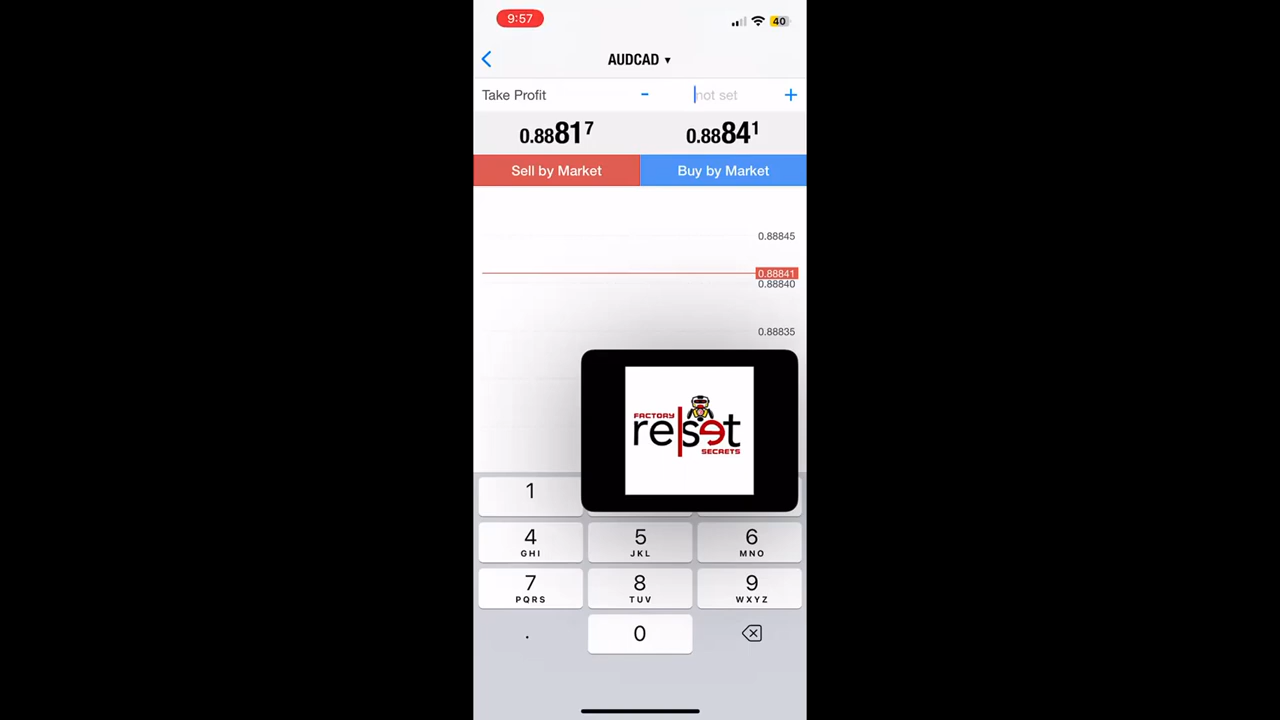 9:57
40
AUDCAD ▾
Take Profit - not set +
0.88817 0.88841
Sell by Market Buy by Market
0.88845
0.88841
0.88840
0.88835
FACTORY
reset
SECRETS
1
4 5 6
GHI JKL MNO
7 8 9
PQRS TUV WXYZ
. 0